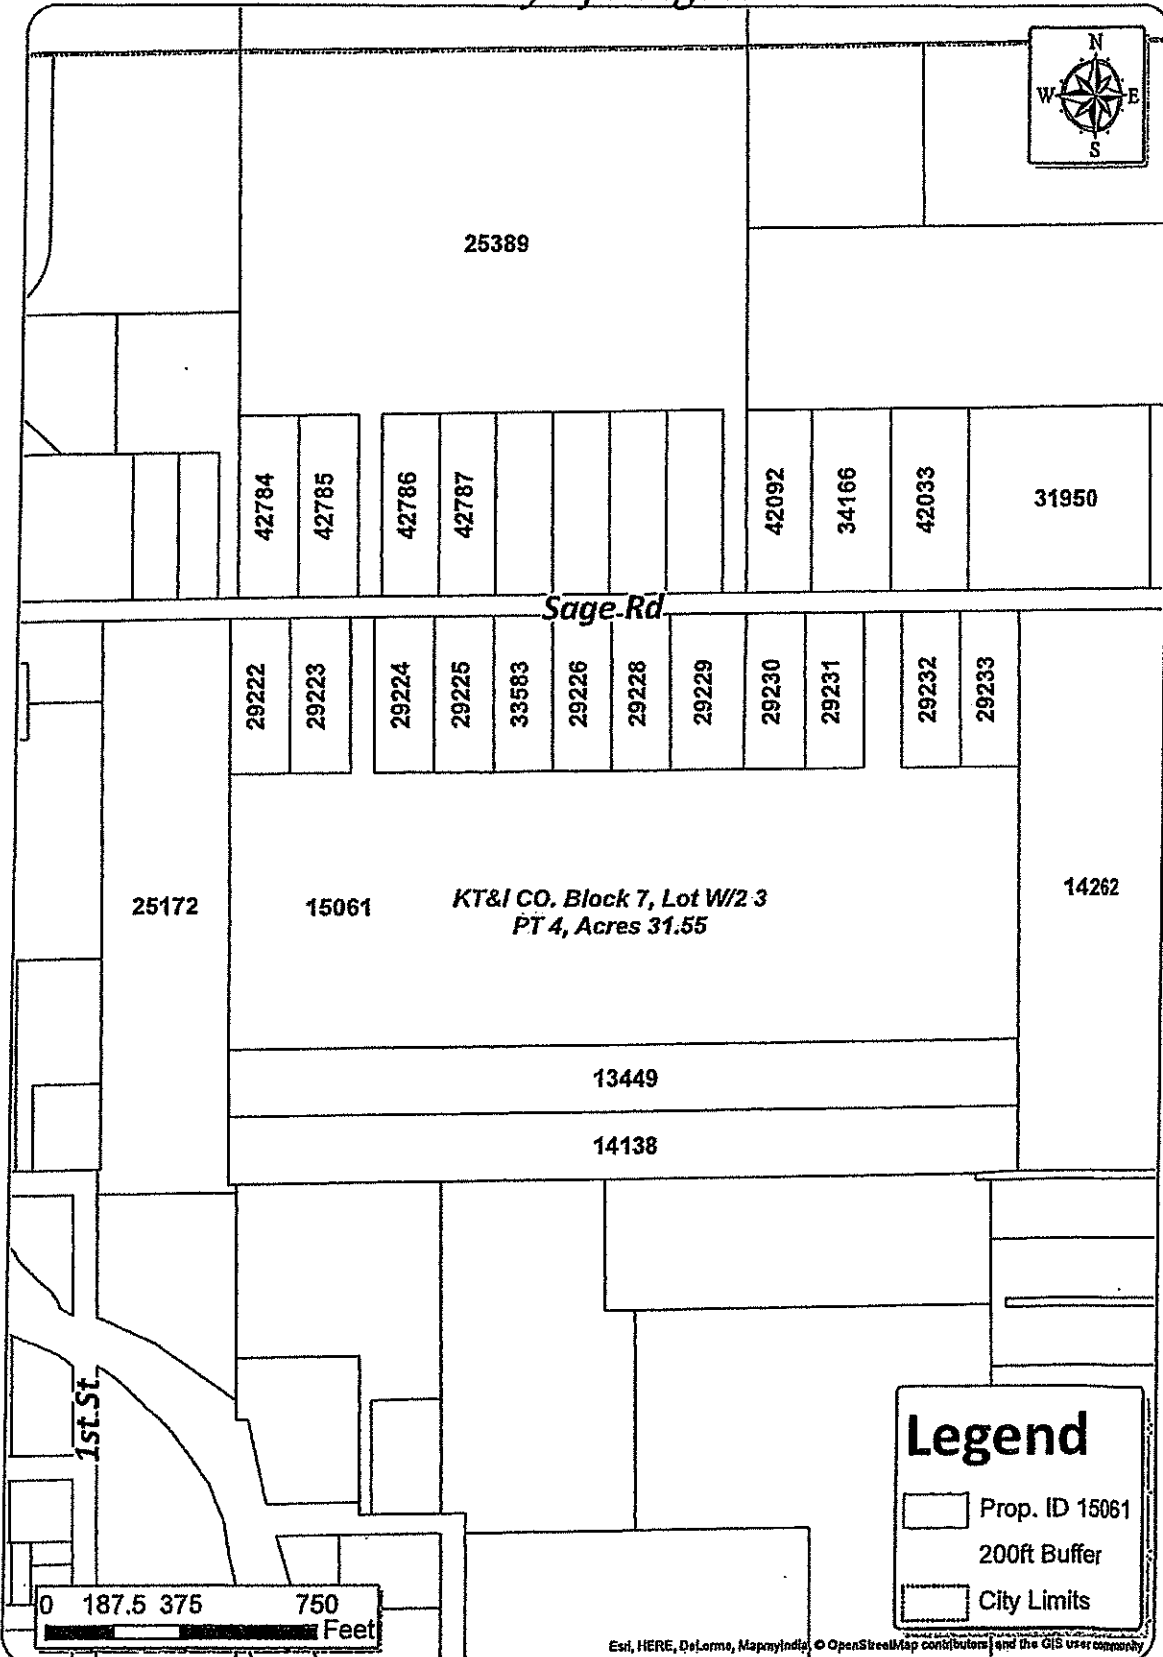 N
W E
S
25389
42784
42785
42786
42787
42092
34166
42033
31950
Sage Rd
29222
29223
29224
29225
33583
29226
29228
29229
29230
29231
29232
29233
25172
15061
KT&I CO. Block 7, Lot W/2 3
PT 4, Acres 31.55
14262
13449
14138
1st St
Legend
Prop. ID 15061
200ft Buffer
City Limits
0 187.5 375 750
Feet
Esri, HERE, DeLorme, MapmyIndia, © OpenStreetMap contributors, and the GIS user community